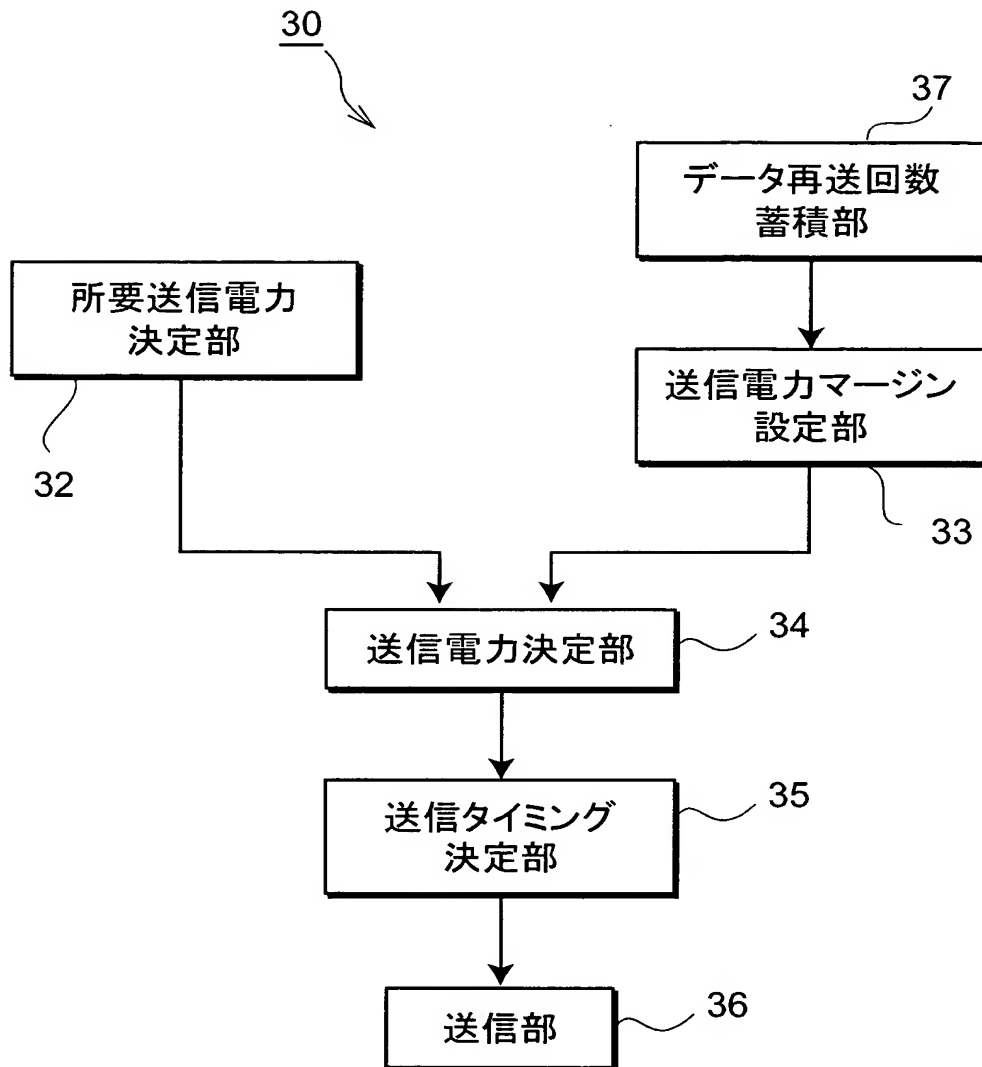 30
37
データ再送回数
蓄積部
所要送信電力
決定部
32
送信電力マージン
設定部
33
送信電力決定部
34
送信タイミング
決定部
35
送信部
36